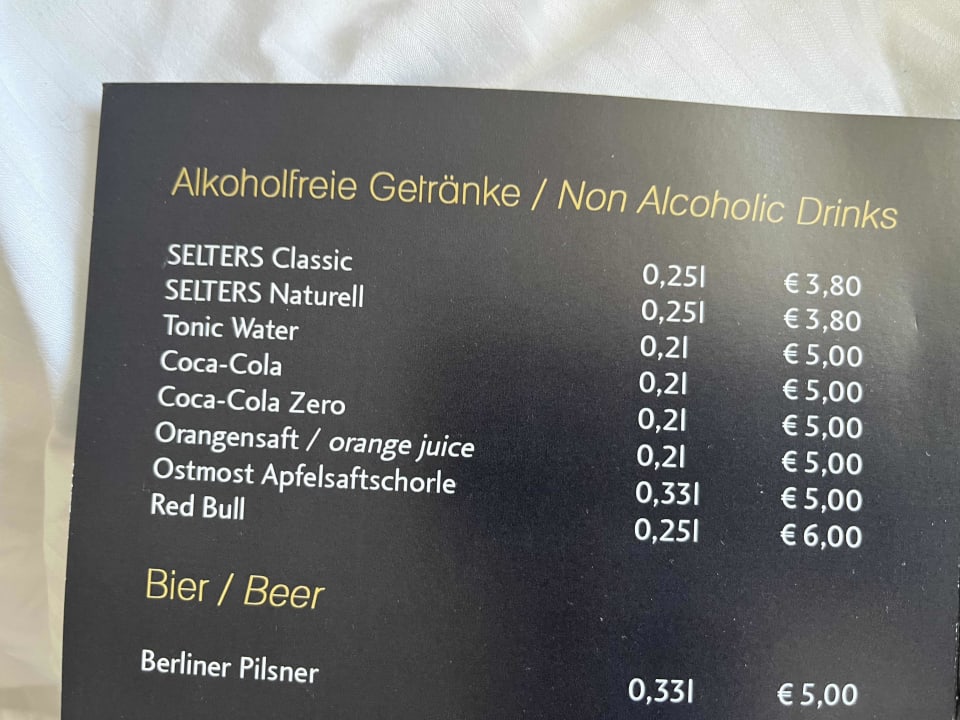 Alkoholfreie Getränke / Non Alcoholic Drinks
SELTERS Classic 0,25l € 3,80
SELTERS Naturell 0,25l € 3,80
Tonic Water 0,2l € 5,00
Coca-Cola 0,2l € 5,00
Coca-Cola Zero 0,2l € 5,00
Orangensaft / orange juice 0,2l € 5,00
Ostmost Apfelsaftschorle 0,33l € 5,00
Red Bull 0,25l € 6,00
Bier / Beer
Berliner Pilsner 0,33l € 5,00